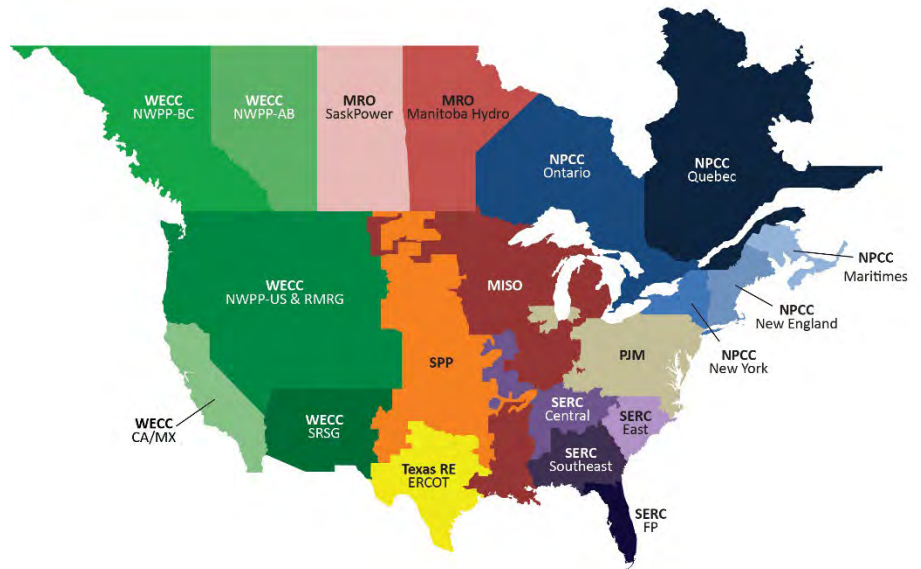 WECC
NWPP-BC
WECC
NWPP-AB
MRO
SaskPower
MRO
Manitoba Hydro
NPCC
Ontario
NPCC
Quebec
NPCC
Maritimes
WECC
NWPP-US & RMRG
MISO
NPCC
New England
SPP
PJM
NPCC
New York
WECC
CA/MX
WECC
SRSG
SERC
Central
SERC
East
Texas RE
ERCOT
SERC
Southeast
SERC
FP